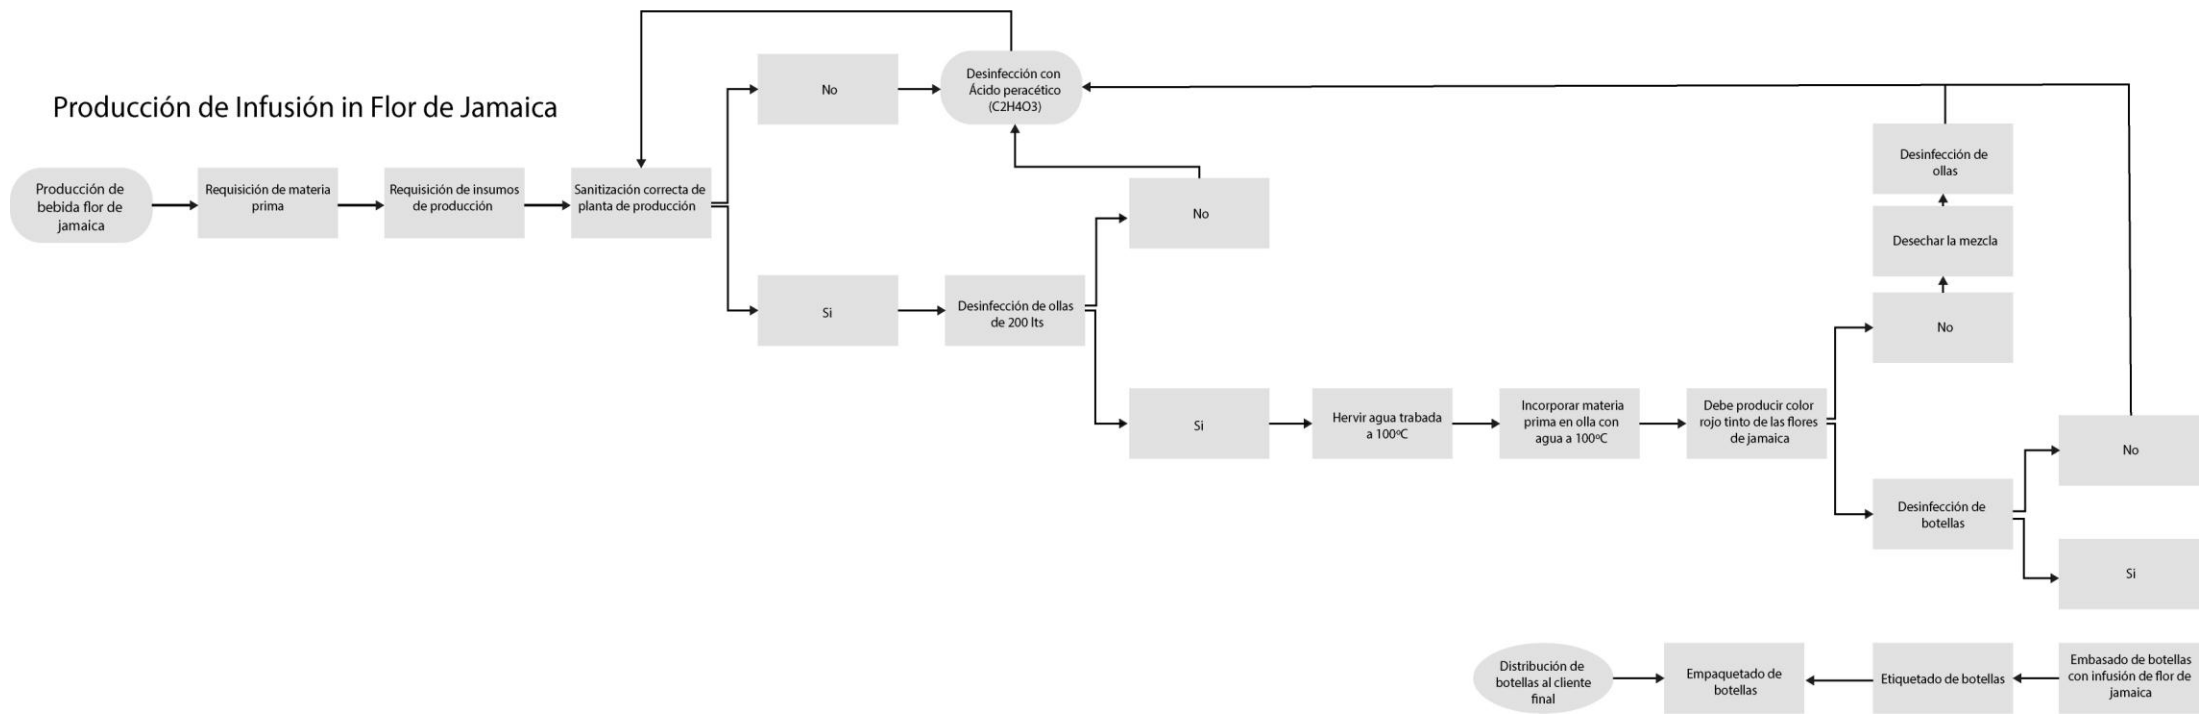 Producción de Infusión in Flor de Jamaica
Producción de
bebida flor de
jamaica
Requisición de materia
prima
Requisición de insumos
de producción
Sanitización correcta de
planta de producción
No
Desinfección con
Ácido peracético
(C2H4O3)
Si
Desinfección de ollas
de 200 lts
No
Si
Hervir agua trabada
a 100ºC
Incorporar materia
prima en olla con
agua a 100ºC
Debe producir color
rojo tinto de las flores
de jamaica
Desinfección de
ollas
Desechar la mezcla
No
Desinfección de
botellas
No
Si
Distribución de
botellas al cliente
final
Empaquetado de
botellas
Etiquetado de botellas
Embasado de botellas
con infusión de flor de
jamaica